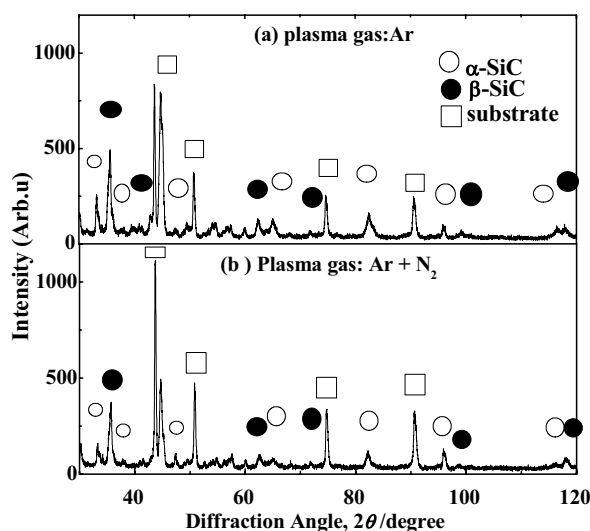 (a) plasma gas:Ar
α-SiC
β-SiC
substrate
1000
500
0
(b ) Plasma gas: Ar + N2
1000
500
0
Intensity (Arb.u)
40 60 80 100 120
Diffraction Angle, 2θ /degree